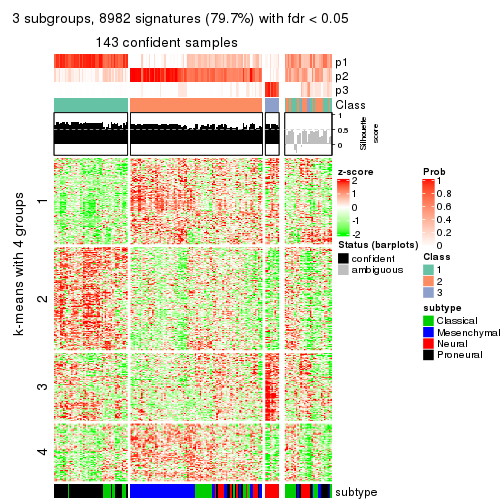 3 subgroups, 8982 signatures (79.7%) with fdr < 0.05
143 confident samples
p1
p2
p3
Class
1
0.5
0
Silhouette
score
k-means with 4 groups
1
2
3
4
z-score
2
1
0
-1
-2
Status (barplots)
confident
ambiguous
Prob
1
0.8
0.6
0.4
0.2
0
Class
1
2
3
subtype
Classical
Mesenchymal
Neural
Proneural
subtype